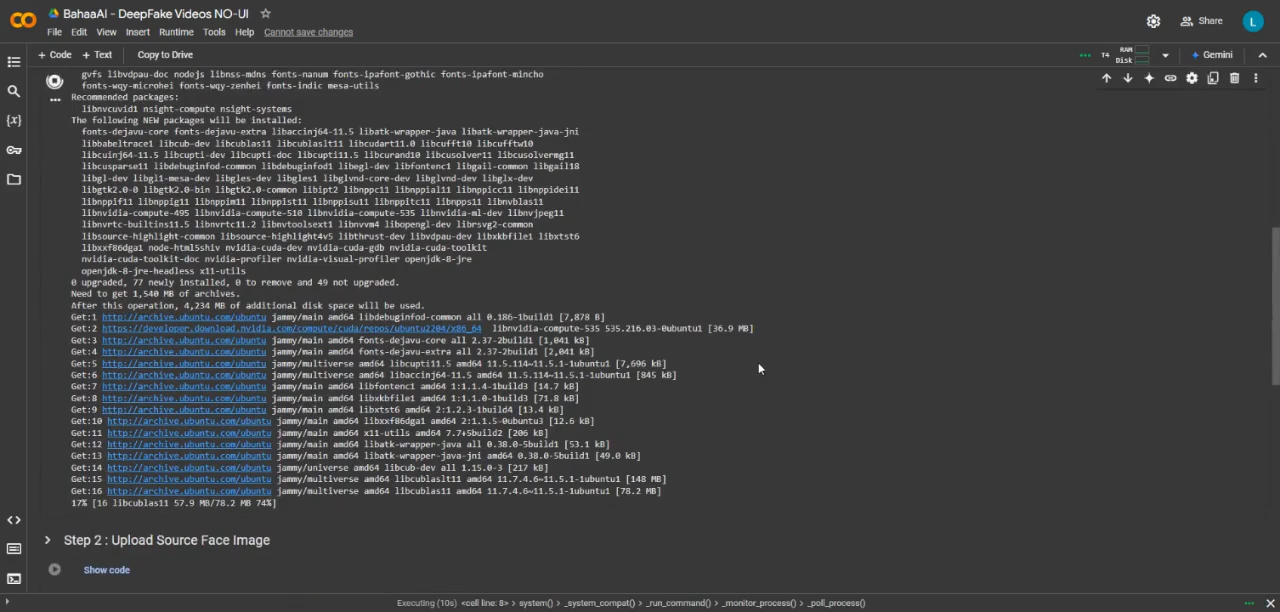 BahaaAI - DeepFake Videos NO-UI
File Edit View Insert Runtime Tools Help Cannot save changes
Share
L
+ Code + Text Copy to Drive
T4 RAM Disk
Gemini
gvfs libvdpau-doc nodejs libnss-mdns fonts-nanum fonts-ipafont-gothic fonts-ipafont-mincho
fonts-wqy-microhei fonts-wqy-zenhei fonts-indic mesa-utils
Recommended packages:
libnvcuvid1 nsight-compute nsight-systems
The following NEW packages will be installed:
fonts-dejavu-core fonts-dejavu-extra libaccinj64-11.5 libatk-wrapper-java libatk-wrapper-java-jni
libbabeltrace1 libcub-dev libcublas11 libcublaslt11 libcudart11.0 libcufft10 libcufftw10
libcuinj64-11.5 libcupti-dev libcupti-doc libcupti11.5 libcurand10 libcusolver11 libcusolvermg11
libcusparse11 libdebuginfod-common libdebuginfod1 libegl-dev libfontenc1 libgail-common libgail18
libgl-dev libgl1-mesa-dev libgles-dev libgles1 libglvnd-core-dev libglvnd-dev libglx-dev
libgtk2.0-0 libgtk2.0-bin libgtk2.0-common libipt2 libnppc11 libnppial11 libnppicc11 libnppidei11
libnppif11 libnppig11 libnppim11 libnppist11 libnppisu11 libnppitc11 libnpps11 libnvblas11
libnvidia-compute-495 libnvidia-compute-510 libnvidia-compute-535 libnvidia-ml-dev libnvjpeg11
libnvrtc-builtins11.5 libnvrtc11.2 libnvtoolsext1 libnvvm4 libopengl-dev librsvg2-common
libsource-highlight-common libsource-highlight4v5 libthrust-dev libvdpau-dev libxkbfile1 libxtst6
libxxf86dga1 node-html5shiv nvidia-cuda-dev nvidia-cuda-gdb nvidia-cuda-toolkit
nvidia-cuda-toolkit-doc nvidia-profiler nvidia-visual-profiler openjdk-8-jre
openjdk-8-jre-headless x11-utils
0 upgraded, 77 newly installed, 0 to remove and 49 not upgraded.
Need to get 1,540 MB of archives.
After this operation, 4,234 MB of additional disk space will be used.
Get:1 http://archive.ubuntu.com/ubuntu jammy/main amd64 libdebuginfod-common all 0.186-1build1 [7,878 B]
Get:2 https://developer.download.nvidia.com/compute/cuda/repos/ubuntu2204/x86_64 libnvidia-compute-535 535.216.03-0ubuntu1 [36.9 MB]
Get:3 http://archive.ubuntu.com/ubuntu jammy/main amd64 fonts-dejavu-core all 2.37-2build1 [1,041 kB]
Get:4 http://archive.ubuntu.com/ubuntu jammy/main amd64 fonts-dejavu-extra all 2.37-2build1 [2,041 kB]
Get:5 http://archive.ubuntu.com/ubuntu jammy/multiverse amd64 libcupti11.5 amd64 11.5.114~11.5.1-1ubuntu1 [7,696 kB]
Get:6 http://archive.ubuntu.com/ubuntu jammy/multiverse amd64 libaccinj64-11.5 amd64 11.5.114~11.5.1-1ubuntu1 [845 kB]
Get:7 http://archive.ubuntu.com/ubuntu jammy/main amd64 libfontenc1 amd64 1:1.1.4-1build3 [14.7 kB]
Get:8 http://archive.ubuntu.com/ubuntu jammy/main amd64 libxkbfile1 amd64 1:1.1.0-1build3 [71.8 kB]
Get:9 http://archive.ubuntu.com/ubuntu jammy/main amd64 libxtst6 amd64 2:1.2.3-1build4 [13.4 kB]
Get:10 http://archive.ubuntu.com/ubuntu jammy/main amd64 libxxf86dga1 amd64 2:1.1.5-0ubuntu3 [12.6 kB]
Get:11 http://archive.ubuntu.com/ubuntu jammy/main amd64 x11-utils amd64 7.7+5build2 [206 kB]
Get:12 http://archive.ubuntu.com/ubuntu jammy/main amd64 libatk-wrapper-java all 0.38.0-5build1 [53.1 kB]
Get:13 http://archive.ubuntu.com/ubuntu jammy/main amd64 libatk-wrapper-java-jni amd64 0.38.0-5build1 [49.0 kB]
Get:14 http://archive.ubuntu.com/ubuntu jammy/universe amd64 libcub-dev all 1.15.0-3 [217 kB]
Get:15 http://archive.ubuntu.com/ubuntu jammy/multiverse amd64 libcublaslt11 amd64 11.7.4.6~11.5.1-1ubuntu1 [148 MB]
Get:16 http://archive.ubuntu.com/ubuntu jammy/multiverse amd64 libcublas11 amd64 11.7.4.6~11.5.1-1ubuntu1 [78.2 MB]
17% [16 libcublas11 57.9 MB/78.2 MB 74%]
Step 2 : Upload Source Face Image
Show code
Executing (10s) <cell line: 8> > system() > _system_compat() > _run_command() > _monitor_process() > _poll_process()